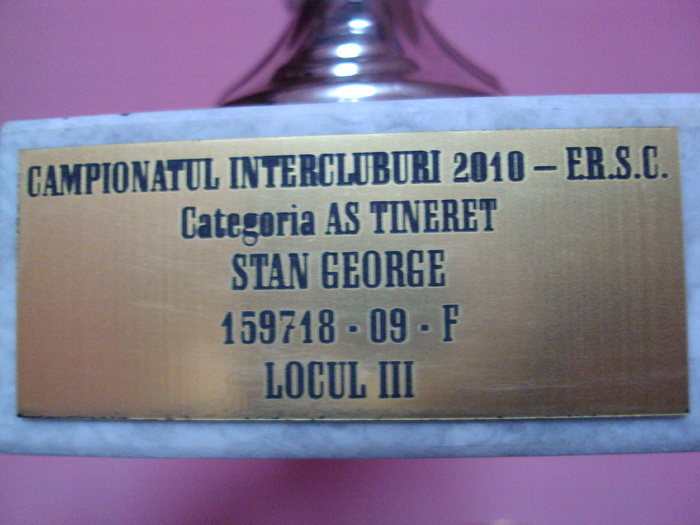 CAMPIONATUL INTERCLUBURI 2010 – E.R.S.C.
Categoria AS TINERET
STAN GEORGE
159718 - 09 - F
LOCUL III